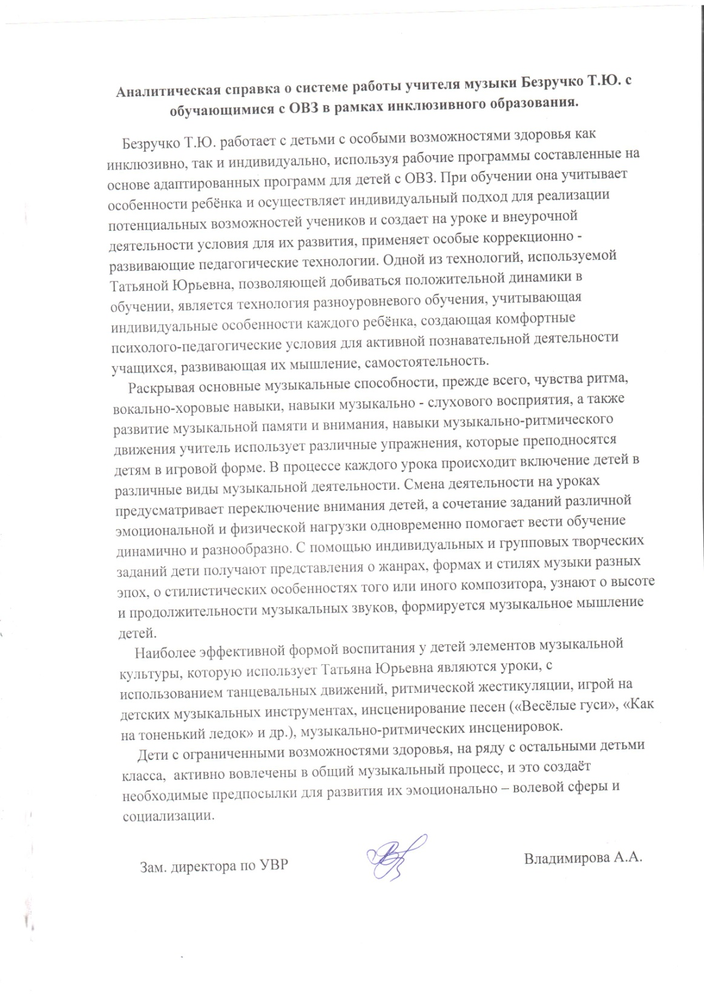 Аналитическая справка о системе работы учителя музыки Безручко Т.Ю. с
обучающимися с ОВЗ в рамках инклюзивного образования.
Безручко Т.Ю. работает с детьми с особыми возможностями здоровья как
инклюзивно, так и индивидуально, используя рабочие программы составленные на
основе адаптированных программ для детей с ОВЗ. При обучении она учитывает
особенности ребёнка и осуществляет индивидуальный подход для реализации
потенциальных возможностей учеников и создает на уроке и внеурочной
деятельности условия для их развития, применяет особые коррекционно -
развивающие педагогические технологии. Одной из технологий, используемой
Татьяной Юрьевна, позволяющей добиваться положительной динамики в
обучении, является технология разноуровневого обучения, учитывающая
индивидуальные особенности каждого ребёнка, создающая комфортные
психолого-педагогические условия для активной познавательной деятельности
учащихся, развивающая их мышление, самостоятельность.
Раскрывая основные музыкальные способности, прежде всего, чувства ритма,
вокально-хоровые навыки, навыки музыкально - слухового восприятия, а также
развитие музыкальной памяти и внимания, навыки музыкально-ритмического
движения учитель использует различные упражнения, которые преподносятся
детям в игровой форме. В процессе каждого урока происходит включение детей в
различные виды музыкальной деятельности. Смена деятельности на уроках
предусматривает переключение внимания детей, а сочетание заданий различной
эмоциональной и физической нагрузки одновременно помогает вести обучение
динамично и разнообразно. С помощью индивидуальных и групповых творческих
заданий дети получают представления о жанрах, формах и стилях музыки разных
эпох, о стилистических особенностях того или иного композитора, узнают о высоте
и продолжительности музыкальных звуков, формируется музыкальное мышление
детей.
Наиболее эффективной формой воспитания у детей элементов музыкальной
культуры, которую использует Татьяна Юрьевна являются уроки, с
использованием танцевальных движений, ритмической жестикуляции, игрой на
детских музыкальных инструментах, инсценирование песен («Весёлые гуси», «Как
на тоненький ледок» и др.), музыкально-ритмических инсценировок.
Дети с ограниченными возможностями здоровья, на ряду с остальными детьми
класса, активно вовлечены в общий музыкальный процесс, и это создаёт
необходимые предпосылки для развития их эмоционально – волевой сферы и
социализации.
Зам. директора по УВР Владимирова А.А.